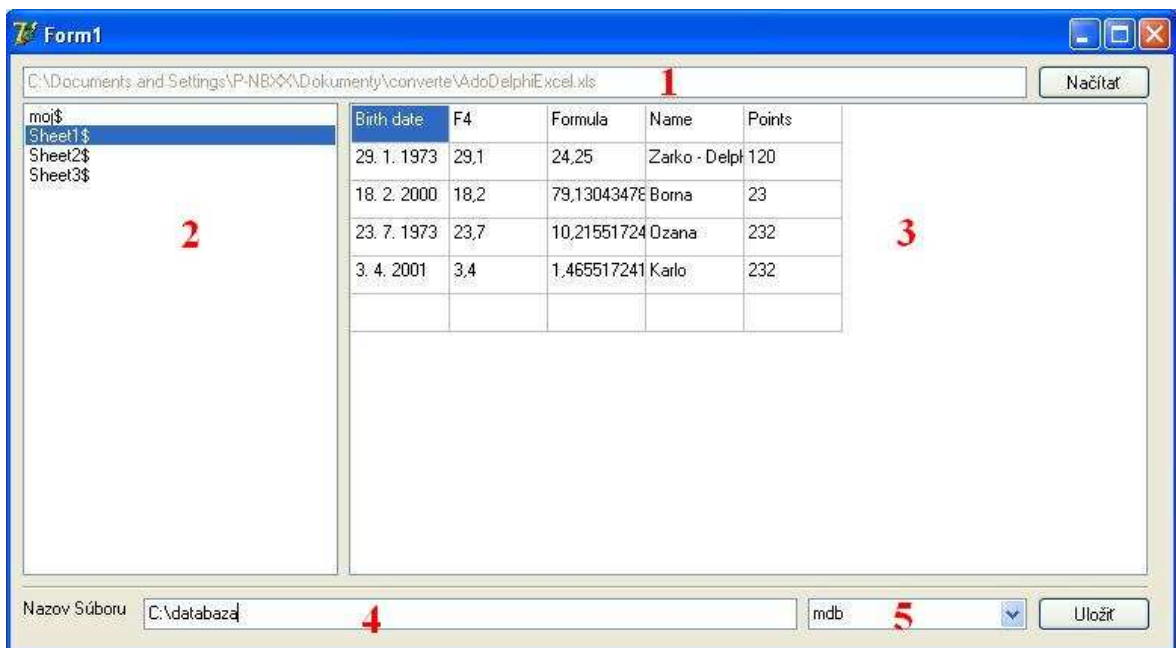 Form1
C:\Documents and Settings\P-NBXX\Dokumenty\converte\AdoDelphiExcel.xls 1 Načítať
moj$
Sheet1$
Sheet2$
Sheet3$
2
Birth date F4 Formula Name Points
29. 1. 1973 29,1 24,25 Zarko - Delph 120
18. 2. 2000 18,2 79,13043478 Borna 23
23. 7. 1973 23,7 10,21551724 Ozana 232
3. 4. 2001 3,4 1,465517241 Karlo 232
3
Nazov Súboru C:\databaza 4 mdb 5 Uložiť